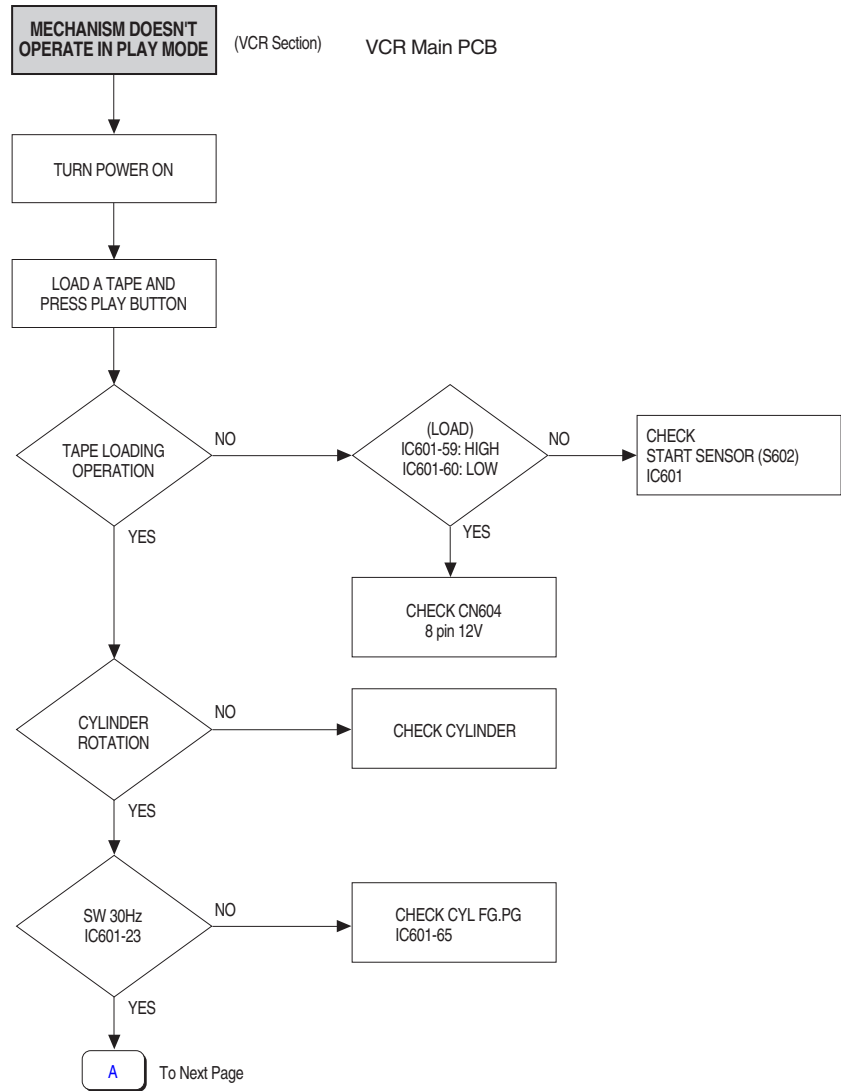 MECHANISM DOESN'T
OPERATE IN PLAY MODE
(VCR Section)
VCR Main PCB
TURN POWER ON
LOAD A TAPE AND
PRESS PLAY BUTTON
TAPE LOADING
OPERATION
NO
(LOAD)
IC601-59: HIGH
IC601-60: LOW
NO
CHECK
START SENSOR (S602)
IC601
YES
YES
CHECK CN604
8 pin 12V
CYLINDER
ROTATION
NO
CHECK CYLINDER
YES
SW 30Hz
IC601-23
NO
CHECK CYL FG.PG
IC601-65
YES
A
To Next Page